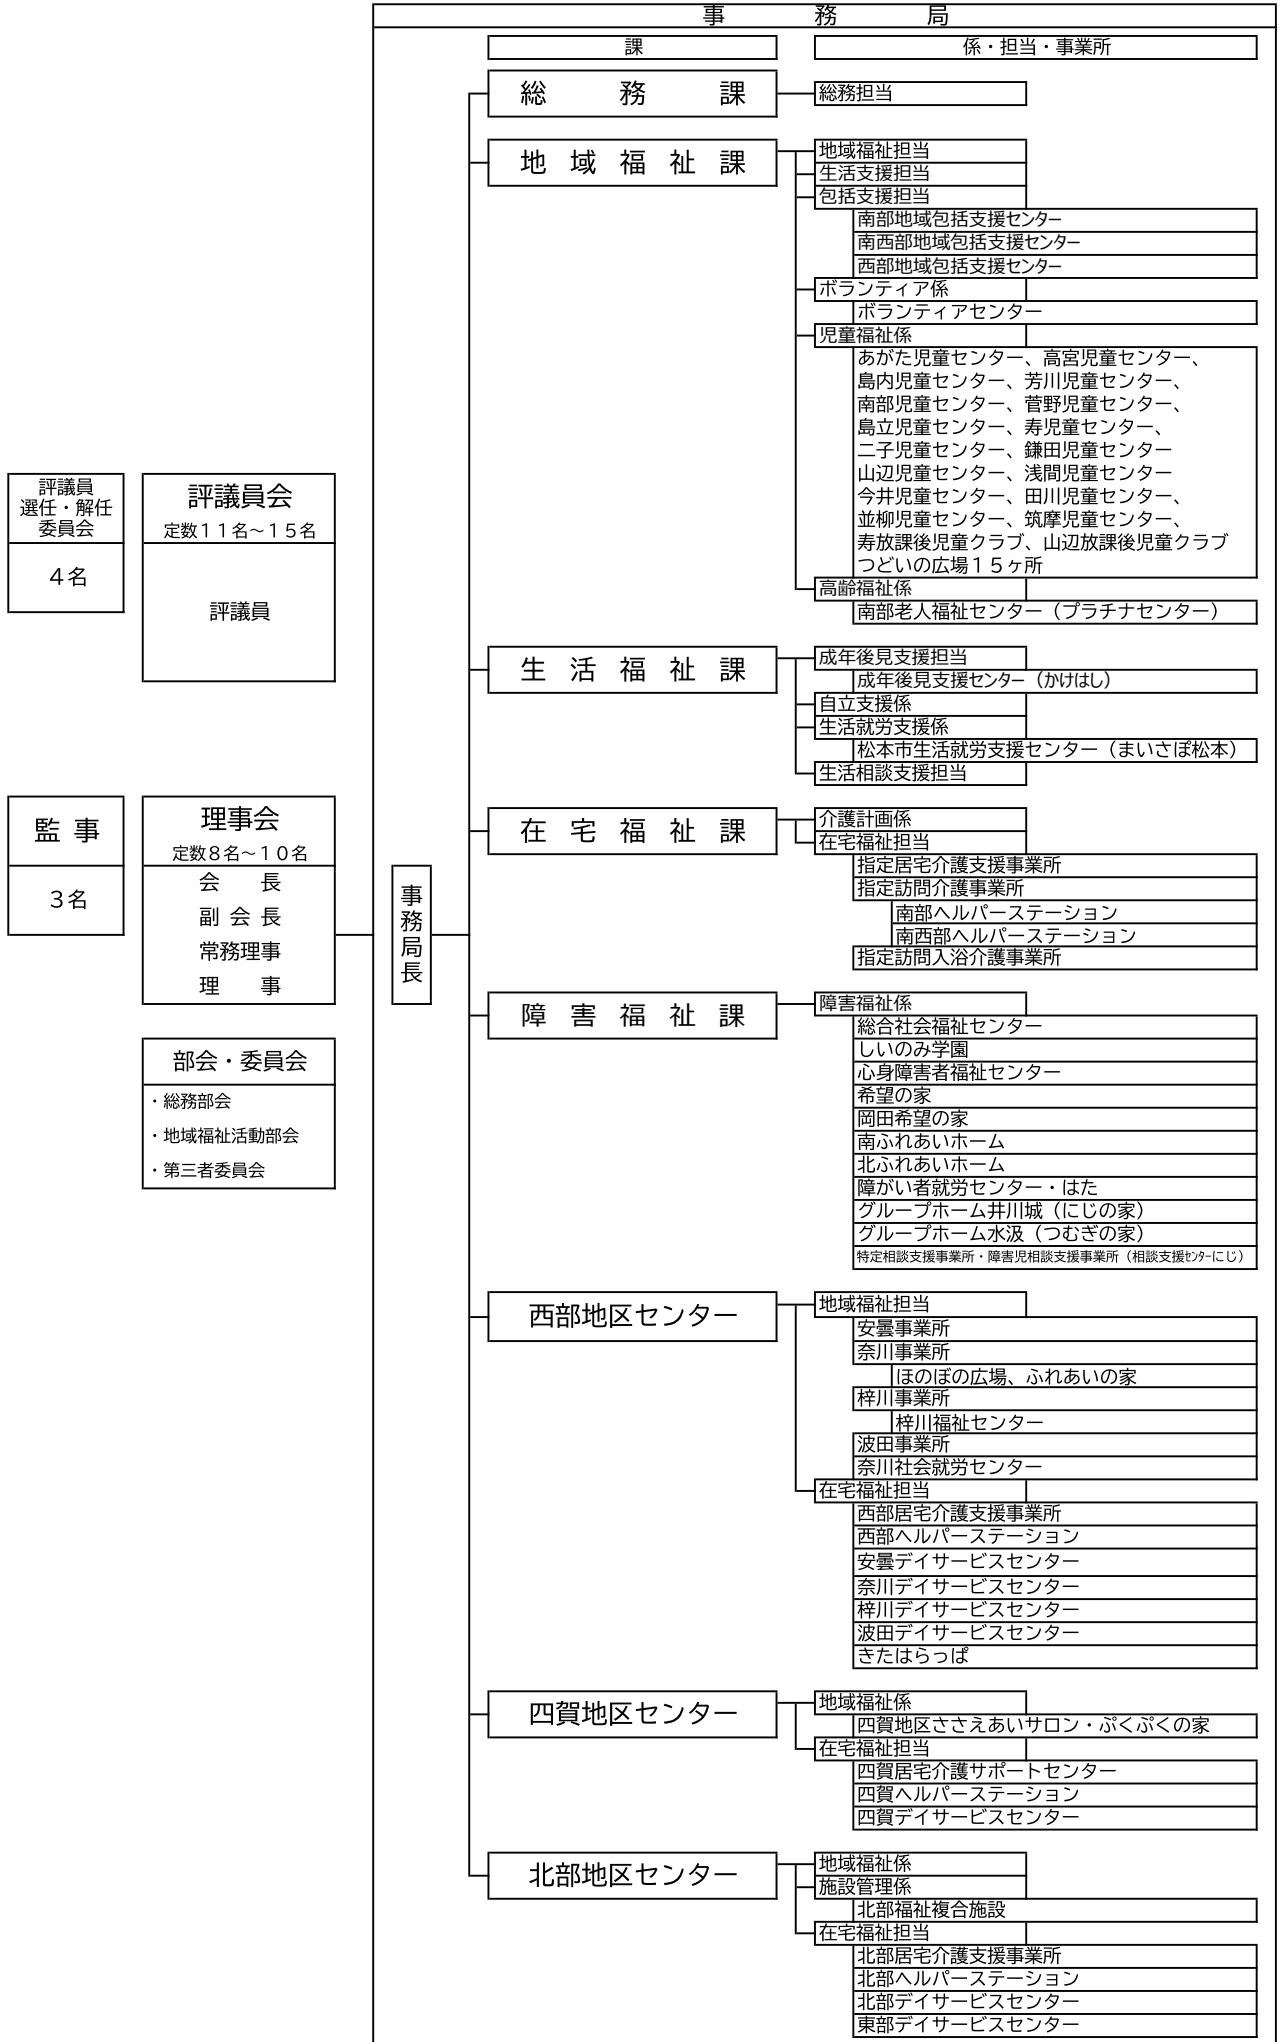 事務局
課
係・担当・事業所
総務課
総務担当
地域福祉課
地域福祉担当
生活支援担当
包括支援担当
南部地域包括支援センター
南西部地域包括支援センター
西部地域包括支援センター
ボランティア係
ボランティアセンター
児童福祉係
あがた児童センター、高宮児童センター、
島内児童センター、芳川児童センター、
南部児童センター、菅野児童センター、
島立児童センター、寿児童センター、
二子児童センター、鎌田児童センター
山辺児童センター、浅間児童センター
今井児童センター、田川児童センター、
並柳児童センター、筑摩児童センター、
寿放課後児童クラブ、山辺放課後児童クラブ
つどいの広場１５ヶ所
高齢福祉係
南部老人福祉センター（プラチナセンター）
評議員
選任・解任
委員会
４名
評議員会
定数１１名～１５名
評議員
生活福祉課
成年後見支援担当
成年後見支援センター（かけはし）
自立支援係
生活就労支援係
松本市生活就労支援センター（まいさぽ松本）
生活相談支援担当
監事
３名
理事会
定数８名～１０名
会長
副会長
常務理事
理事
事務局長
在宅福祉課
介護計画係
在宅福祉担当
指定居宅介護支援事業所
指定訪問介護事業所
南部ヘルパーステーション
南西部ヘルパーステーション
指定訪問入浴介護事業所
部会・委員会
・総務部会
・地域福祉活動部会
・第三者委員会
障害福祉課
障害福祉係
総合社会福祉センター
しいのみ学園
心身障害者福祉センター
希望の家
岡田希望の家
南ふれあいホーム
北ふれあいホーム
障がい者就労センター・はた
グループホーム井川城（にじの家）
グループホーム水汲（つむぎの家）
特定相談支援事業所・障害児相談支援事業所（相談支援ｾﾝﾀｰにじ）
西部地区センター
地域福祉担当
安曇事業所
奈川事業所
ほのぼの広場、ふれあいの家
梓川事業所
梓川福祉センター
波田事業所
奈川社会就労センター
在宅福祉担当
西部居宅介護支援事業所
西部ヘルパーステーション
安曇デイサービスセンター
奈川デイサービスセンター
梓川デイサービスセンター
波田デイサービスセンター
きたはらっぱ
四賀地区センター
地域福祉係
四賀地区ささえあいサロン・ぷくぷくの家
在宅福祉担当
四賀居宅介護サポートセンター
四賀ヘルパーステーション
四賀デイサービスセンター
北部地区センター
地域福祉係
施設管理係
北部福祉複合施設
在宅福祉担当
北部居宅介護支援事業所
北部ヘルパーステーション
北部デイサービスセンター
東部デイサービスセンター